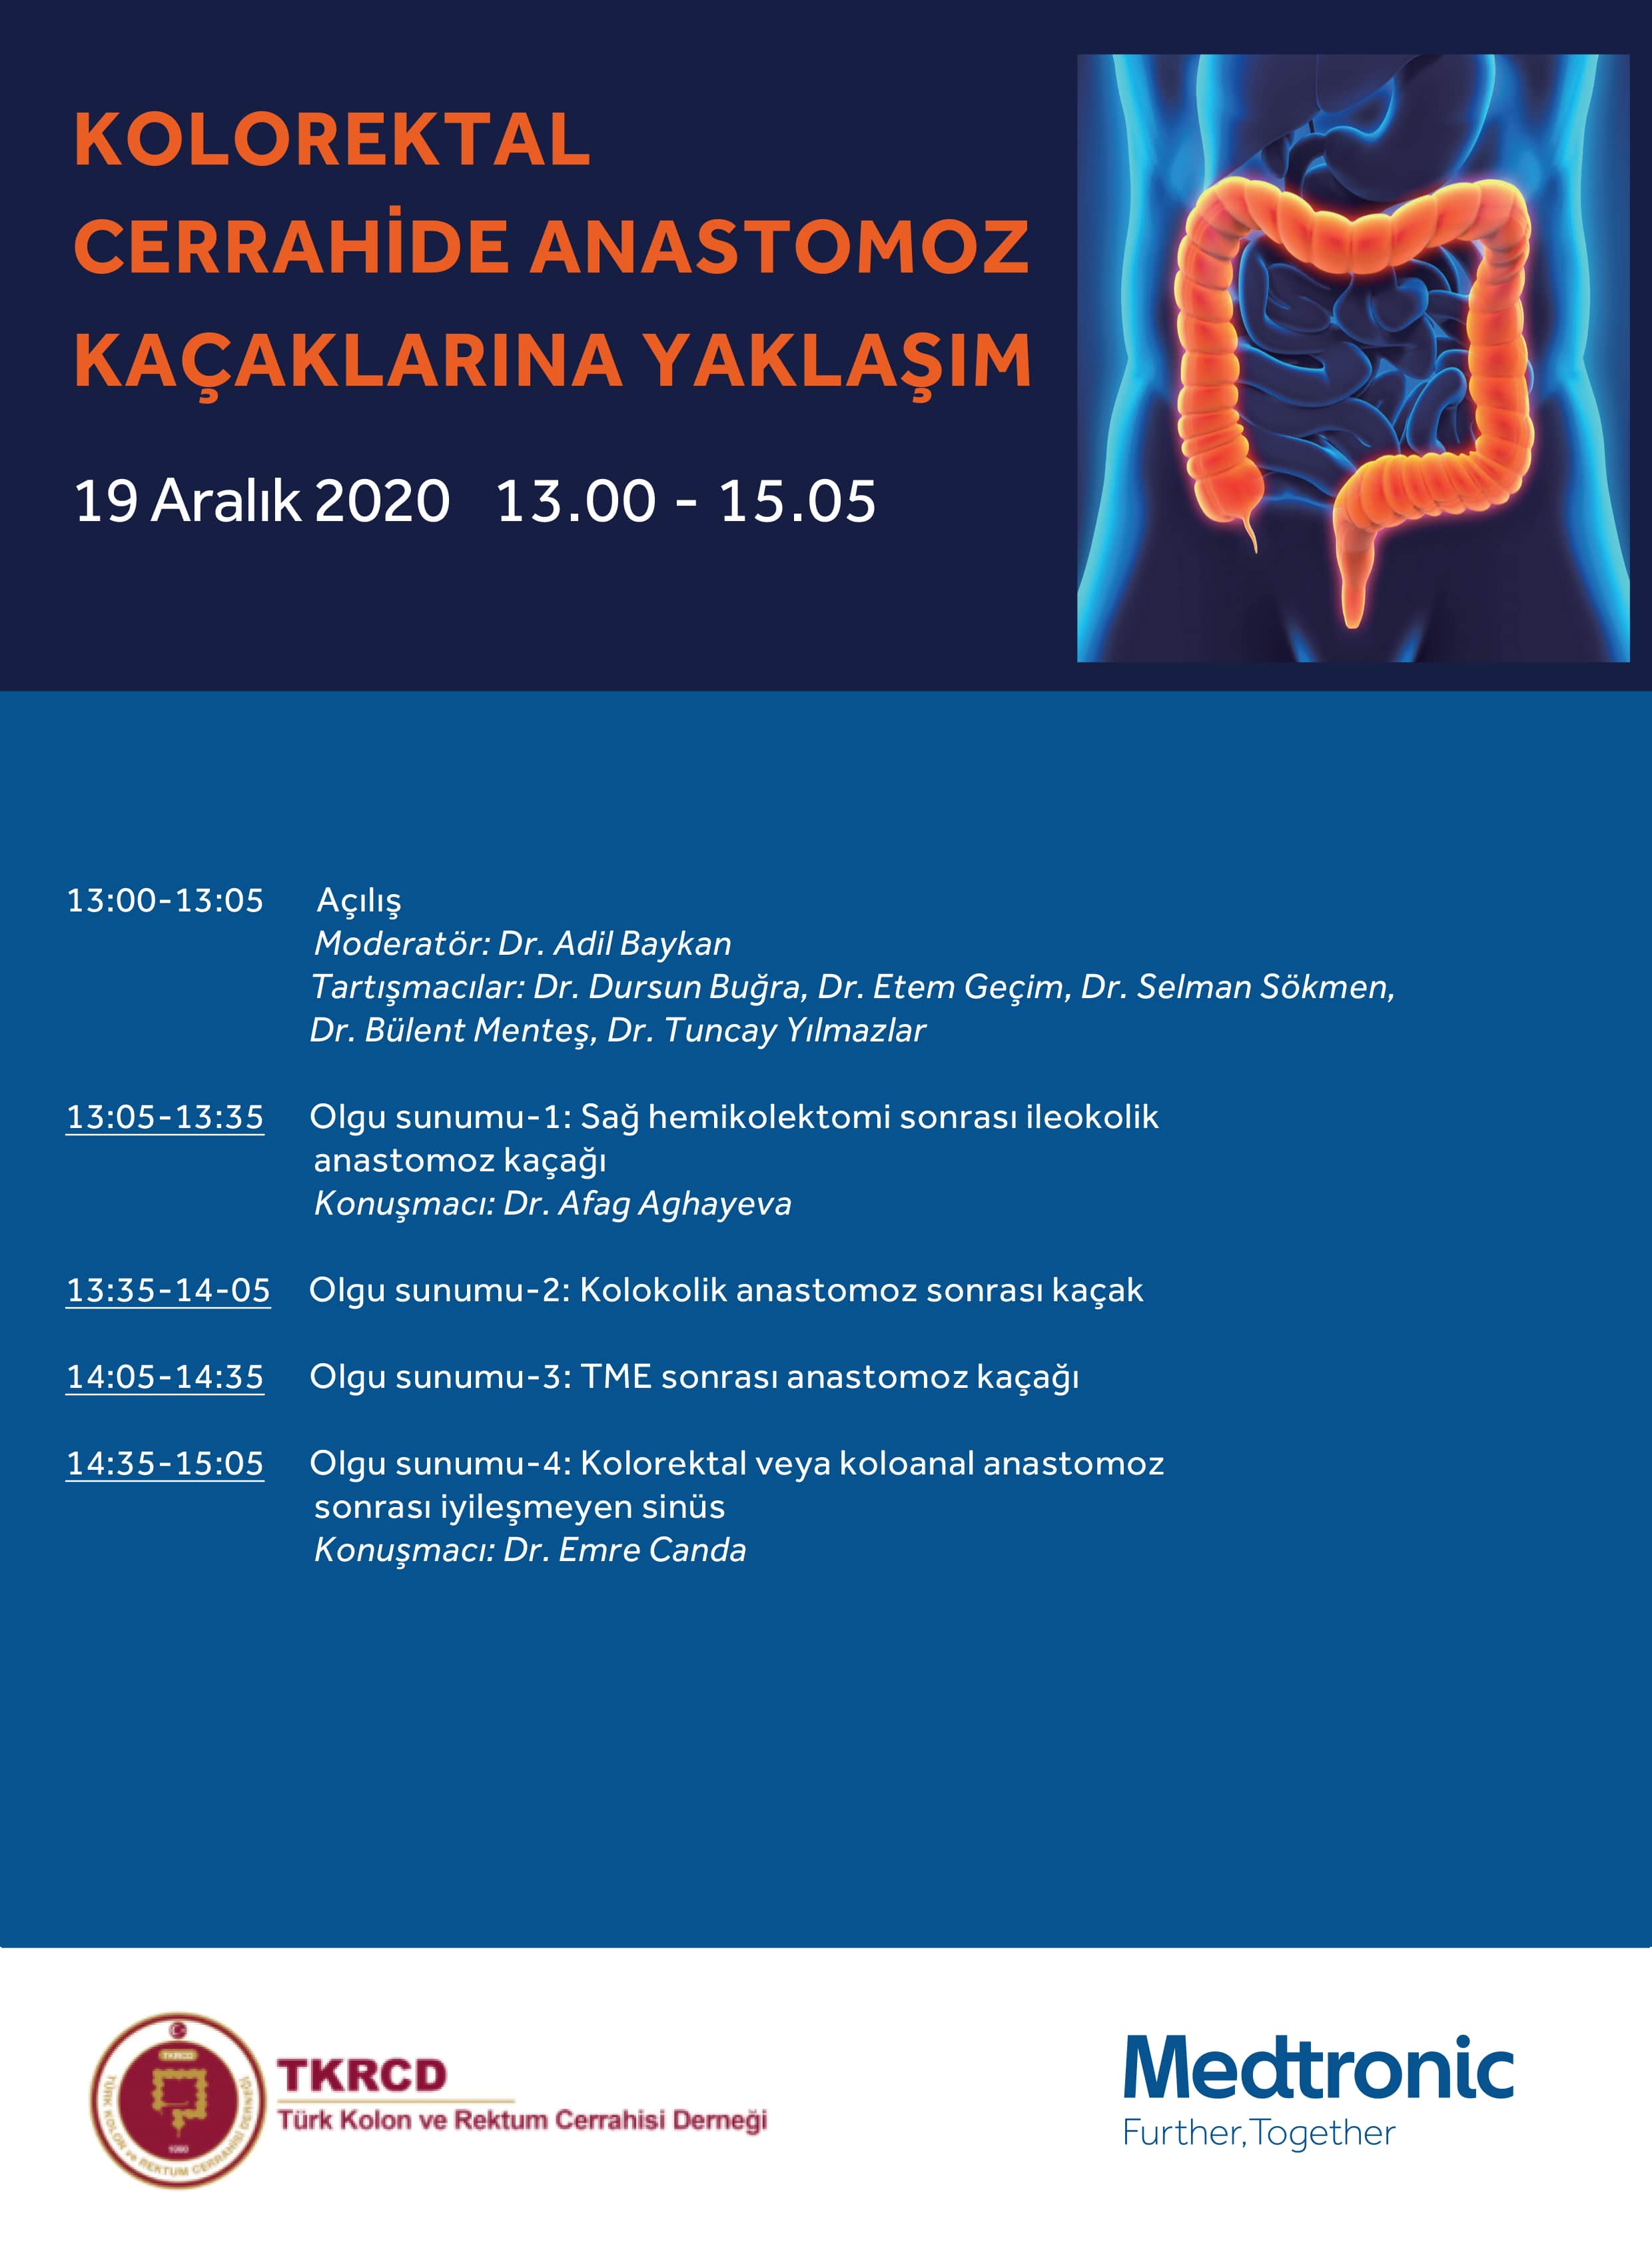 KOLOREKTAL
CERRAHİDE ANASTOMOZ
KAÇAKLARINA YAKLAŞIM
19 Aralık 2020 13.00 - 15.05
13:00-13:05 Açılış
Moderatör: Dr. Adil Baykan
Tartışmacılar: Dr. Dursun Buğra, Dr. Etem Geçim, Dr. Selman Sökmen,
Dr. Bülent Menteş, Dr. Tuncay Yılmazlar
13:05-13:35 Olgu sunumu-1: Sağ hemikolektomi sonrası ileokolik
anastomoz kaçağı
Konuşmacı: Dr. Afag Aghayeva
13:35-14-05 Olgu sunumu-2: Kolokolik anastomoz sonrası kaçak
14:05-14:35 Olgu sunumu-3: TME sonrası anastomoz kaçağı
14:35-15:05 Olgu sunumu-4: Kolorektal veya koloanal anastomoz
sonrası iyileşmeyen sinüs
Konuşmacı: Dr. Emre Canda
TKRCD
TÜRK KOLON ve REKTUM CERRAHİSİ DERNEĞİ
1990
TKRCD
Türk Kolon ve Rektum Cerrahisi Derneği
Medtronic
Further, Together